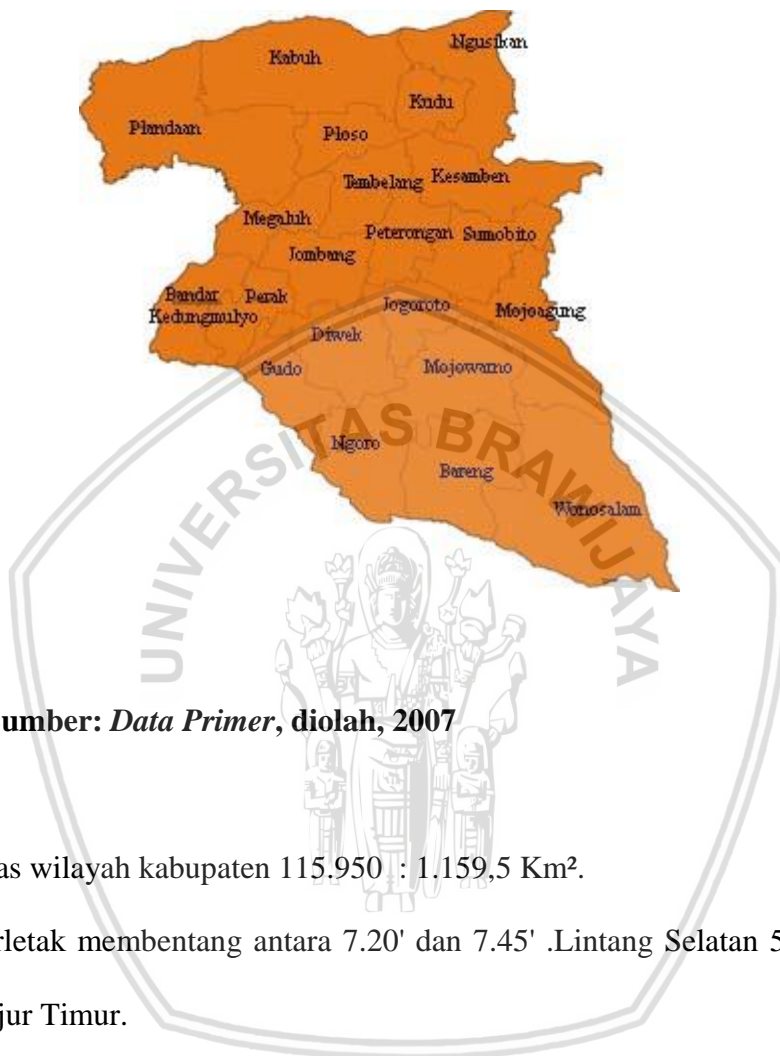 Ngusikan
Kabuh
Kudu
Plandaan
Ploso
Tembelang Kesamben
Megaluh
Peterongan Sumobito
Jombang
Bandar Kedungmulyo
Perak
Jogoroto
Mojoagung
Diwek
Gudo
Mojowarno
Ngoro
Bareng
Wonosalam
UNIVERSITAS BRAWIJAYA
umber: Data Primer, diolah, 2007
as wilayah kabupaten 115.950 : 1.159,5 Km².
rletak membentang antara 7.20' dan 7.45' .Lintang Selatan 5
jur Timur.